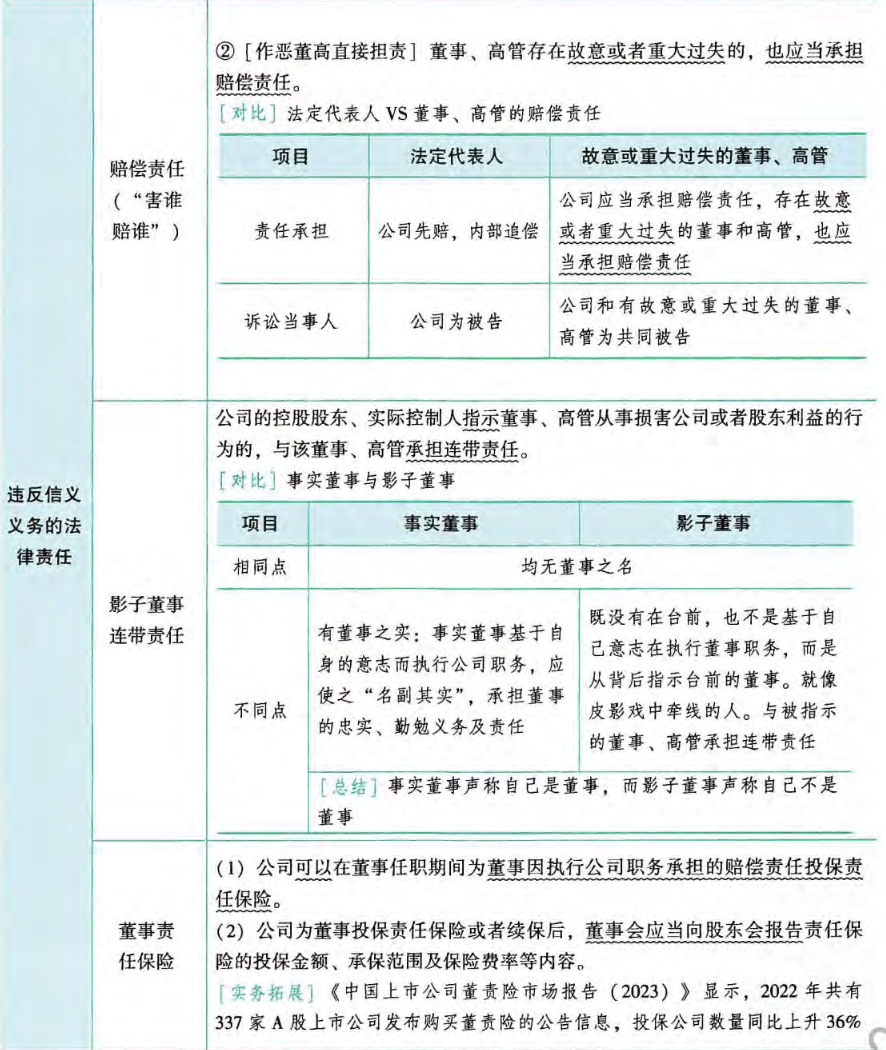 违反信义
义务的法
律责任
赔偿责任
(“害谁
赔谁”)
②[作恶董高直接担责]董事、高管存在故意或者重大过失的,也应当承担
赔偿责任。
[对比]法定代表人VS董事、高管的赔偿责任
项目 法定代表人 故意或重大过失的董事、高管
责任承担 公司先赔,内部追偿
公司应当承担赔偿责任,存在故意
或者重大过失的董事和高管,也应
当承担赔偿责任
诉讼当事人 公司为被告
公司和有故意或重大过失的董事、
高管为共同被告
影子董事
连带责任
公司的控股股东、实际控制人指示董事、高管从事损害公司或者股东利益的行
为的,与该董事、高管承担连带责任。
[对比]事实董事与影子董事
项目 事实董事 影子董事
相同点 均无董事之名
不同点
有董事之实:事实董事基于自
身的意志而执行公司职务,应
使之“名副其实”,承担董事
的忠实、勤勉义务及责任
既没有在台前,也不是基于自
己意志在执行董事职务,而是
从背后指示台前的董事。就像
皮影戏中牵线的人。与被指示
的董事、高管承担连带责任
[总结]事实董事声称自己是董事,而影子董事声称自己不是
董事
董事责
任保险
(1)公司可以在董事任职期间为董事因执行公司职务承担的赔偿责任投保责
任保险。
(2)公司为董事投保责任保险或者续保后,董事会应当向股东会报告责任保
险的投保金额、承保范围及保险费率等内容。
[实务拓展]《中国上市公司董责险市场报告(2023)》显示,2022年共有
337家A股上市公司发布购买董责险的公告信息,投保公司数量同比上升36%